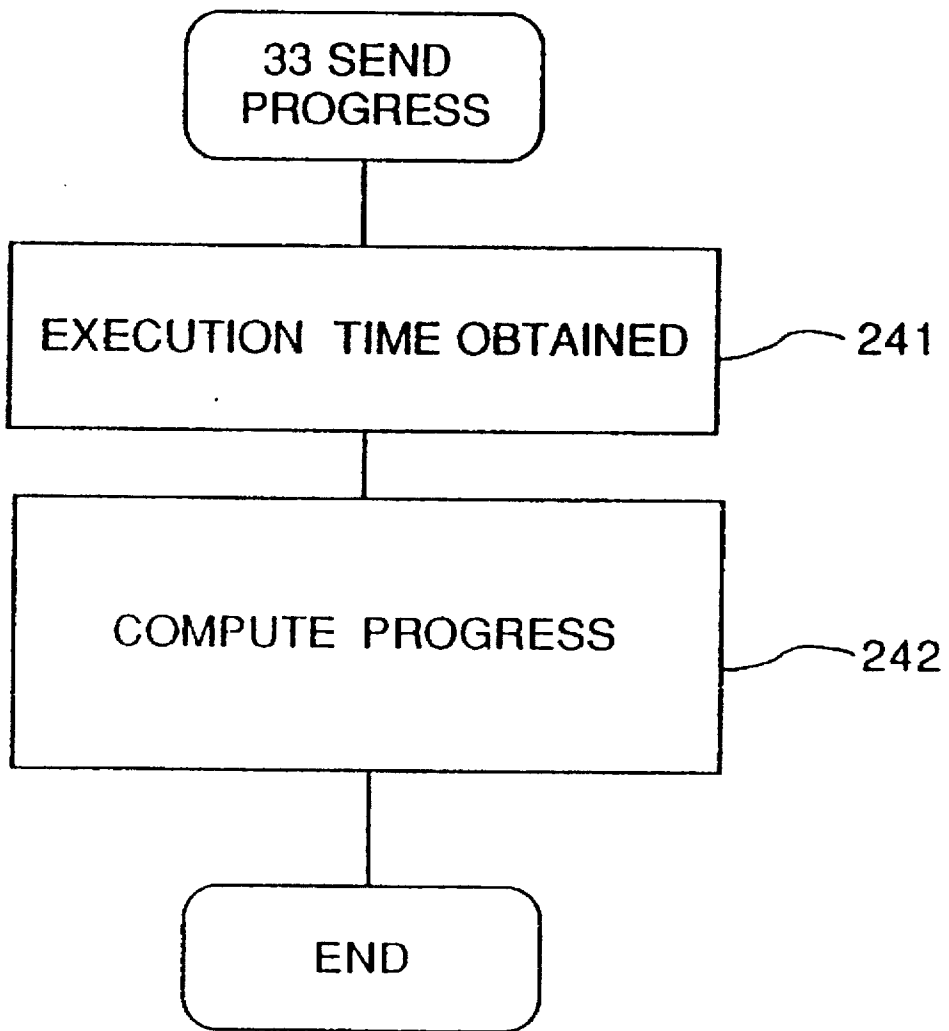 33 SEND
PROGRESS
EXECUTION TIME OBTAINED
241
COMPUTE PROGRESS
242
END